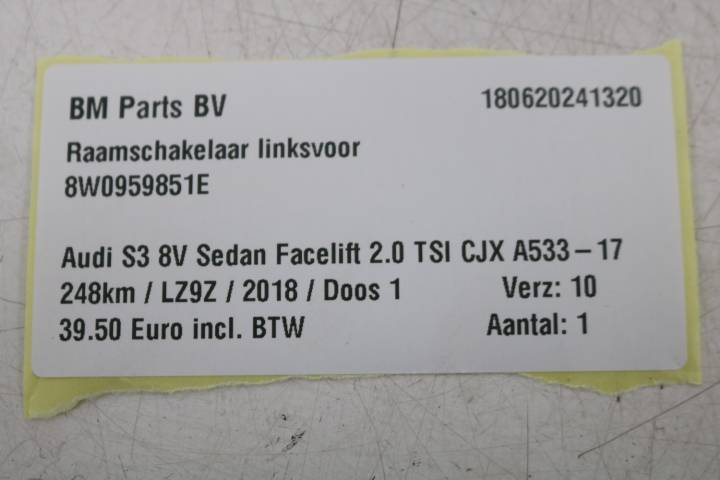 BM Parts BV 180620241320
Raamschakelaar linksvoor
8W0959851E
Audi S3 8V Sedan Facelift 2.0 TSI CJX A533-17
248km / LZ9Z / 2018 / Doos 1 Verz: 10
39.50 Euro incl. BTW Aantal: 1